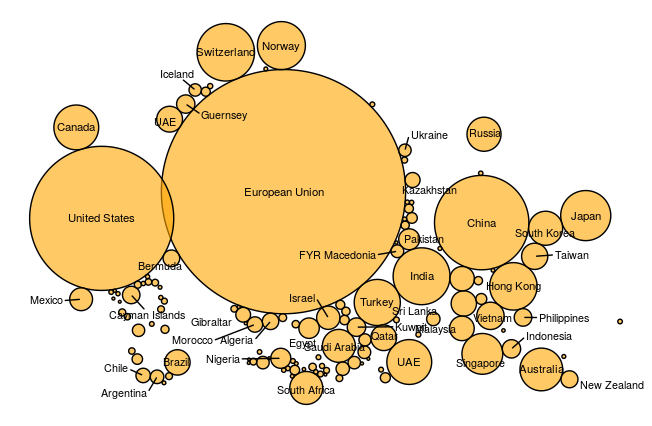 Switzerland
Norway
Iceland
Guernsey
UAE
Canada
Russia
Ukraine
European Union
Kazakhstan
United States
China
Japan
South Korea
Pakistan
FYR Macedonia
Taiwan
Bermuda
India
Hong Kong
Mexico
Cayman Islands
Israel
Turkey
Sri Lanka
Gibraltar
Kuwait
Malaysia
Vietnam
Philippines
Morocco
Algeria
Egypt
Saudi Arabia
Qatar
Indonesia
Nigeria
Brazil
UAE
Singapore
Chile
Australia
Argentina
South Africa
New Zealand